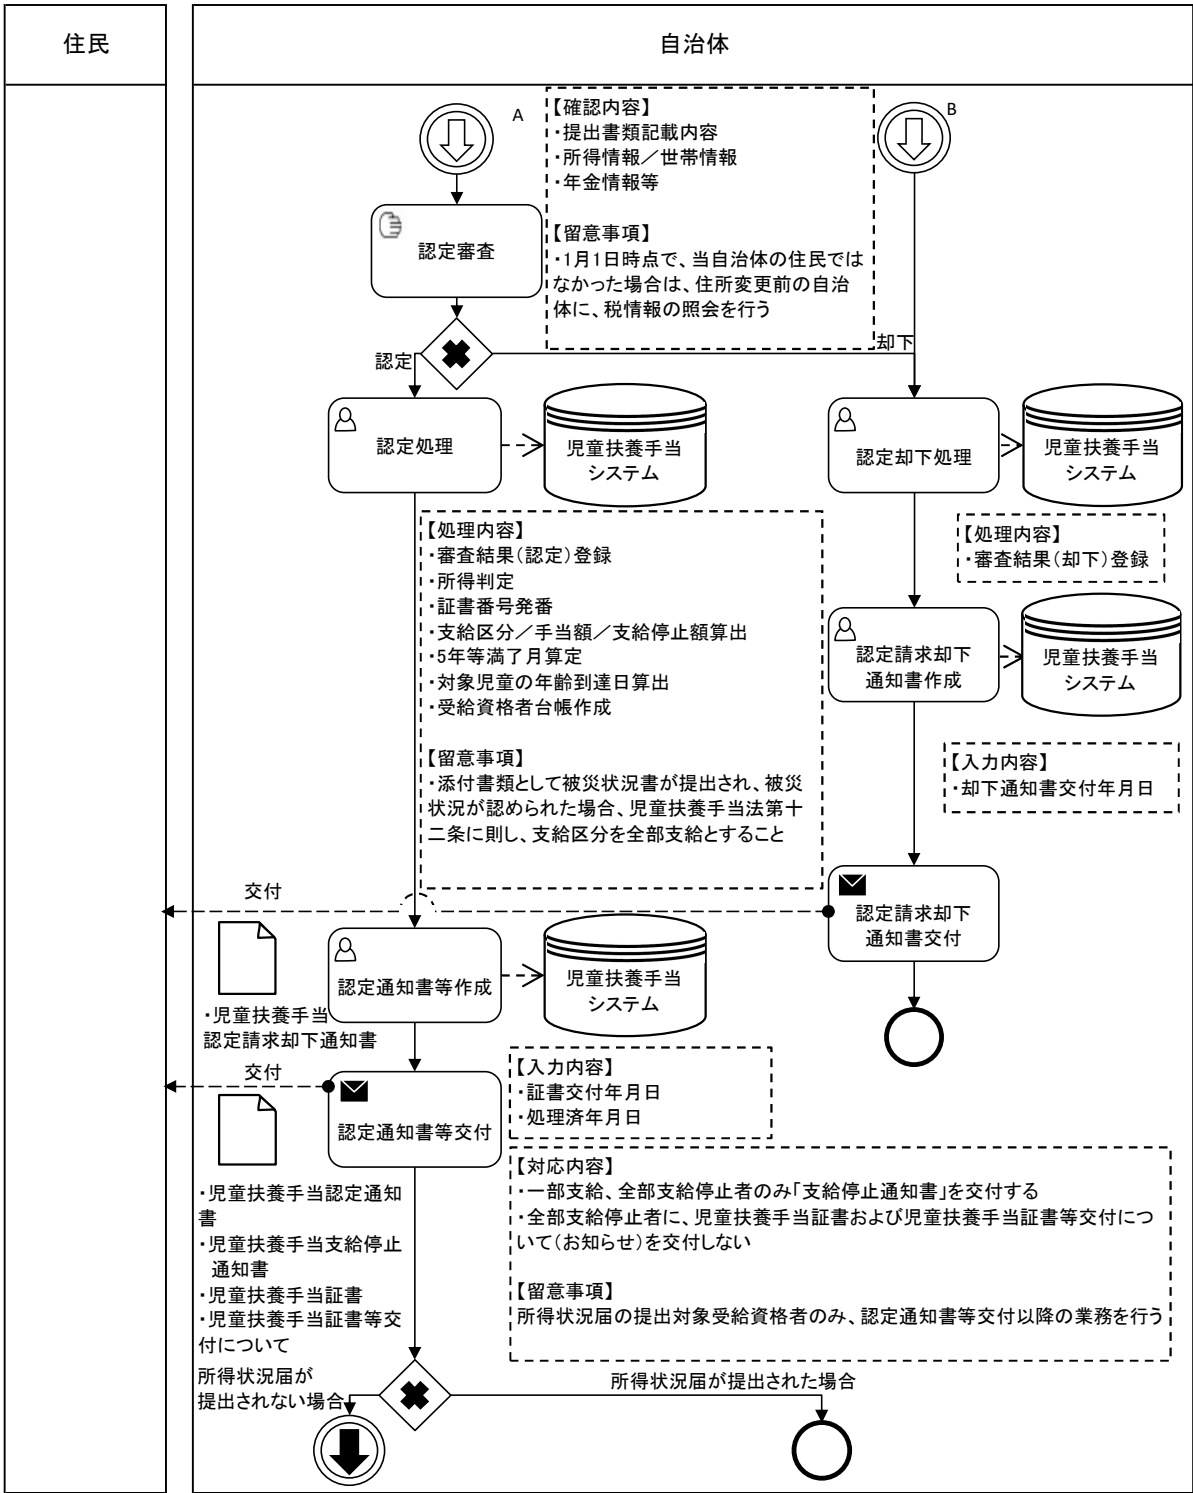 住民
自治体
A
【確認内容】
・提出書類記載内容
・所得情報／世帯情報
・年金情報等
【留意事項】
・1月1日時点で、当自治体の住民では
なかった場合は、住所変更前の自治
体に、税情報の照会を行う
B
認定審査
認定
却下
認定処理
児童扶養手当
システム
認定却下処理
児童扶養手当
システム
【処理内容】
・審査結果（認定）登録
・所得判定
・証書番号発番
・支給区分／手当額／支給停止額算出
・5年等満了月算定
・対象児童の年齢到達日算出
・受給資格者台帳作成
【留意事項】
・添付書類として被災状況書が提出され、被災
状況が認められた場合、児童扶養手当法第十
二条に則し、支給区分を全部支給とすること
【処理内容】
・審査結果（却下）登録
認定請求却下
通知書作成
児童扶養手当
システム
【入力内容】
・却下通知書交付年月日
交付
認定請求却下
通知書交付
・児童扶養手当
認定請求却下通知書
認定通知書等作成
児童扶養手当
システム
交付
認定通知書等交付
【入力内容】
・証書交付年月日
・処理済年月日
・児童扶養手当認定通知
書
・児童扶養手当支給停止
通知書
・児童扶養手当証書
・児童扶養手当証書等交
付について
【対応内容】
・一部支給、全部支給停止者のみ「支給停止通知書」を交付する
・全部支給停止者に、児童扶養手当証書および児童扶養手当証書等交付につ
いて（お知らせ）を交付しない
【留意事項】
所得状況届の提出対象受給資格者のみ、認定通知書等交付以降の業務を行う
所得状況届が
提出されない場合
所得状況届が提出された場合